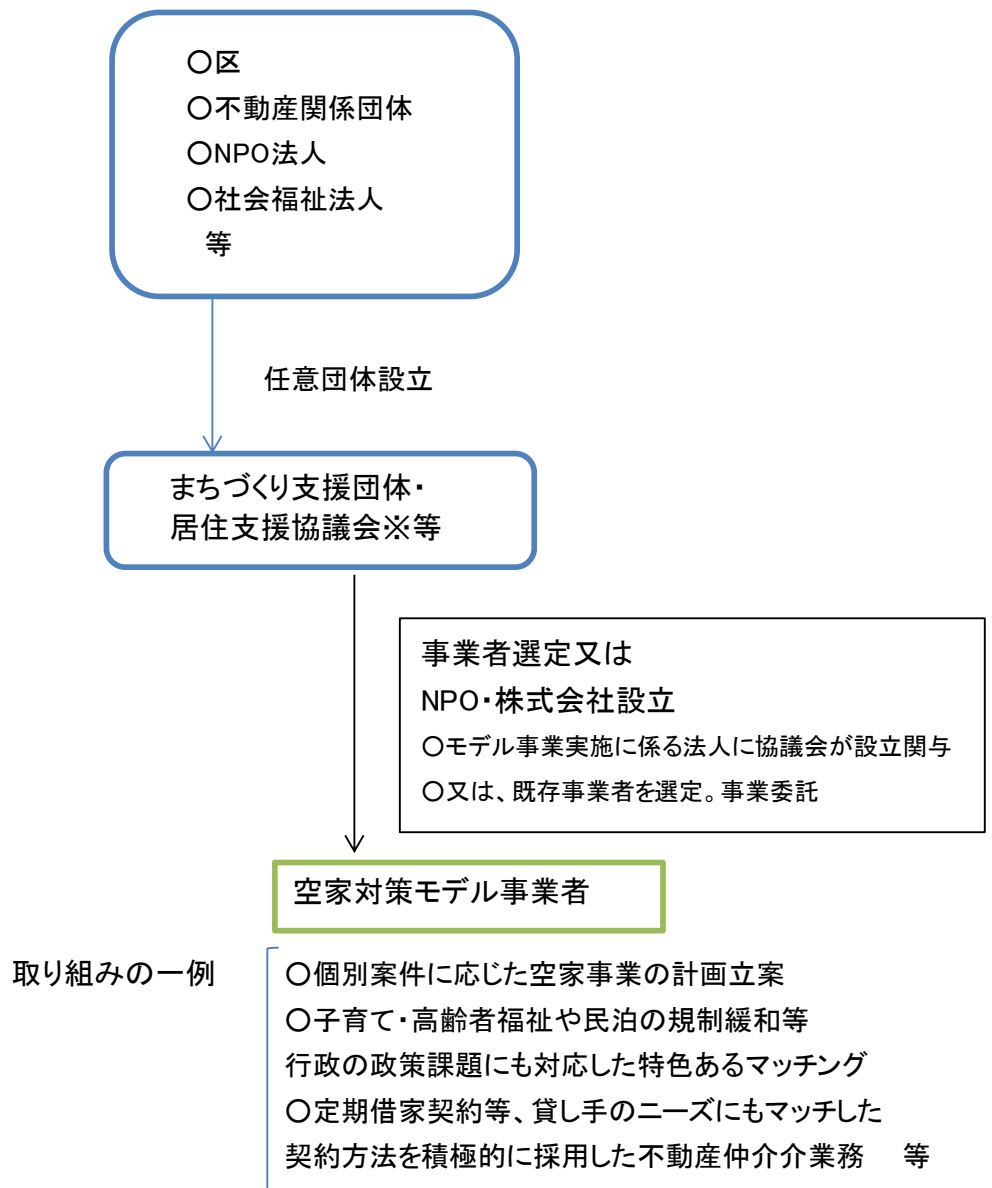 〇区
〇不動産関係団体
〇NPO法人
〇社会福祉法人
等
任意団体設立
まちづくり支援団体・
居住支援協議会※等
事業者選定又は
NPO・株式会社設立
〇モデル事業実施に係る法人に協議会が設立関与
〇又は、既存事業者を選定。事業委託
空家対策モデル事業者
取り組みの一例
〇個別案件に応じた空家事業の計画立案
〇子育て・高齢者福祉や民泊の規制緩和等
行政の政策課題にも対応した特色あるマッチング
〇定期借家契約等、貸し手のニーズにもマッチした
契約方法を積極的に採用した不動産仲介介業務　等